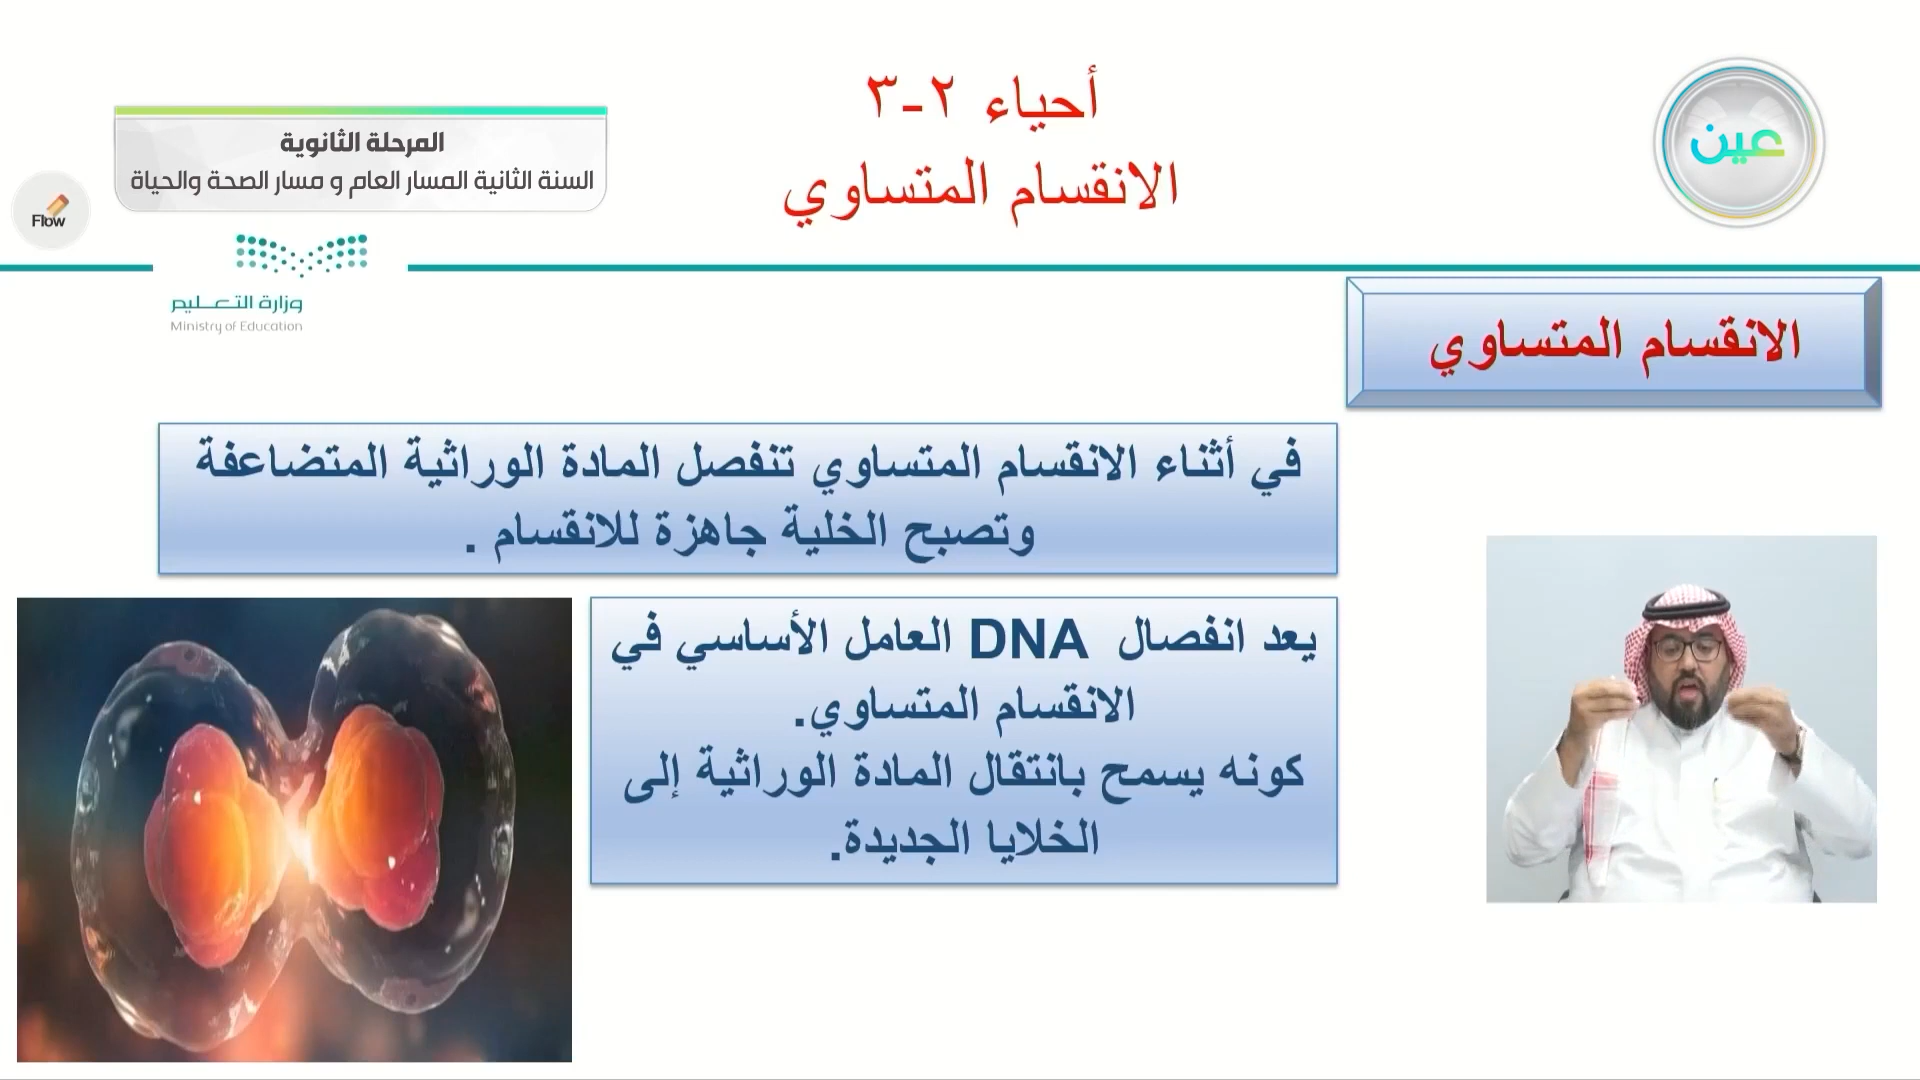 أحياء ٢-٣
الانقسام المتساوي
عين
المرحلة الثانوية
السنة الثانية المسار العام و مسار الصحة والحياة
Flow
وزارة التعليم
Ministry of Education
الانقسام المتساوي
في أثناء الانقسام المتساوي تنفصل المادة الوراثية المتضاعفة
وتصبح الخلية جاهزة للانقسام .
يعد انفصال DNA العامل الأساسي في
الانقسام المتساوي.
كونه يسمح بانتقال المادة الوراثية إلى
الخلايا الجديدة.